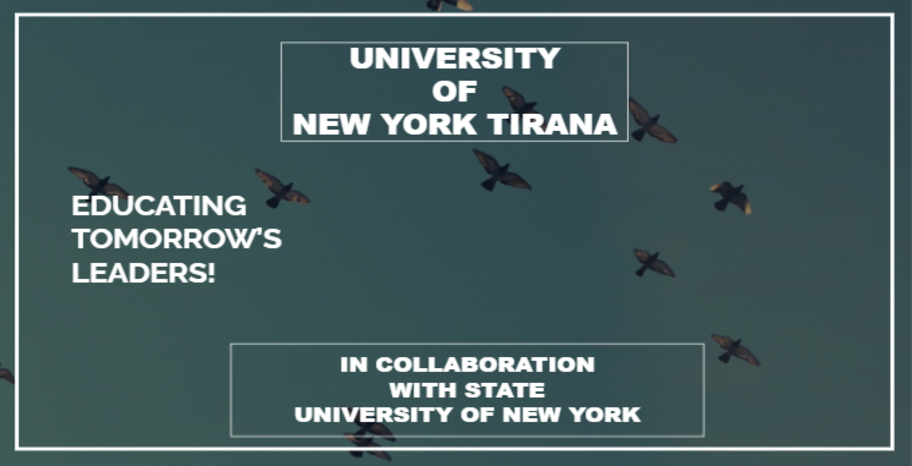 UNIVERSITY
OF
NEW YORK TIRANA
EDUCATING
TOMORROW'S
LEADERS!
IN COLLABORATION
WITH STATE
UNIVERSITY OF NEW YORK